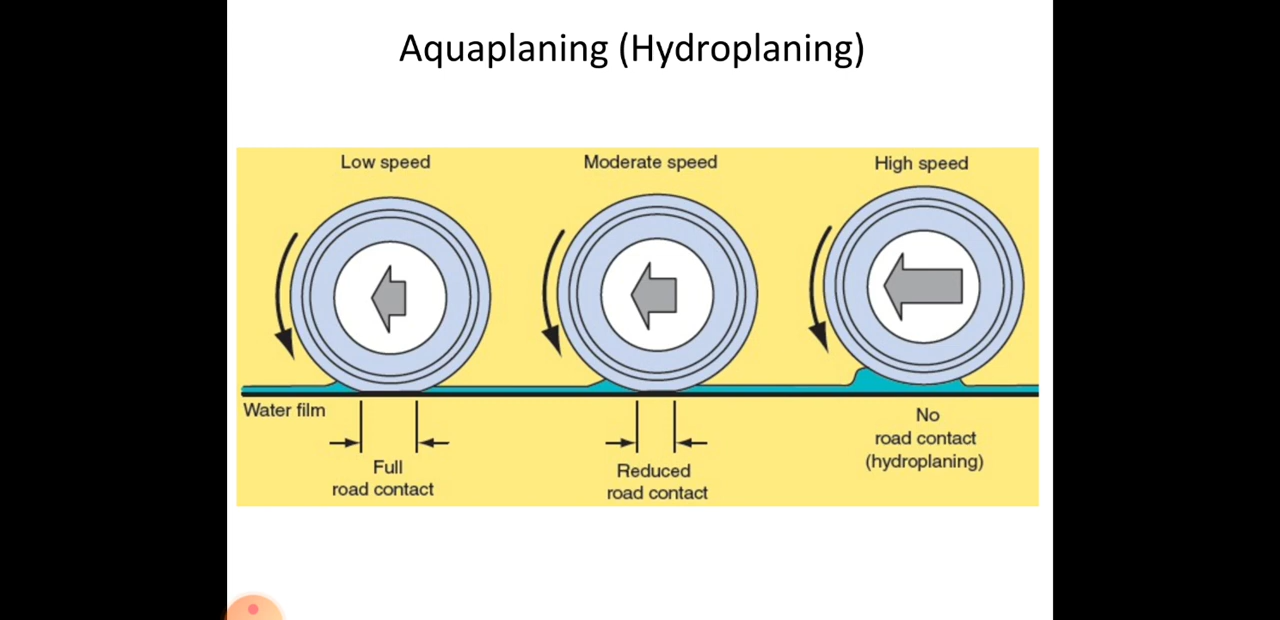 Aquaplaning (Hydroplaning)
Low speed
Moderate speed
High speed
Water film
Full
road contact
Reduced
road contact
No
road contact
(hydroplaning)